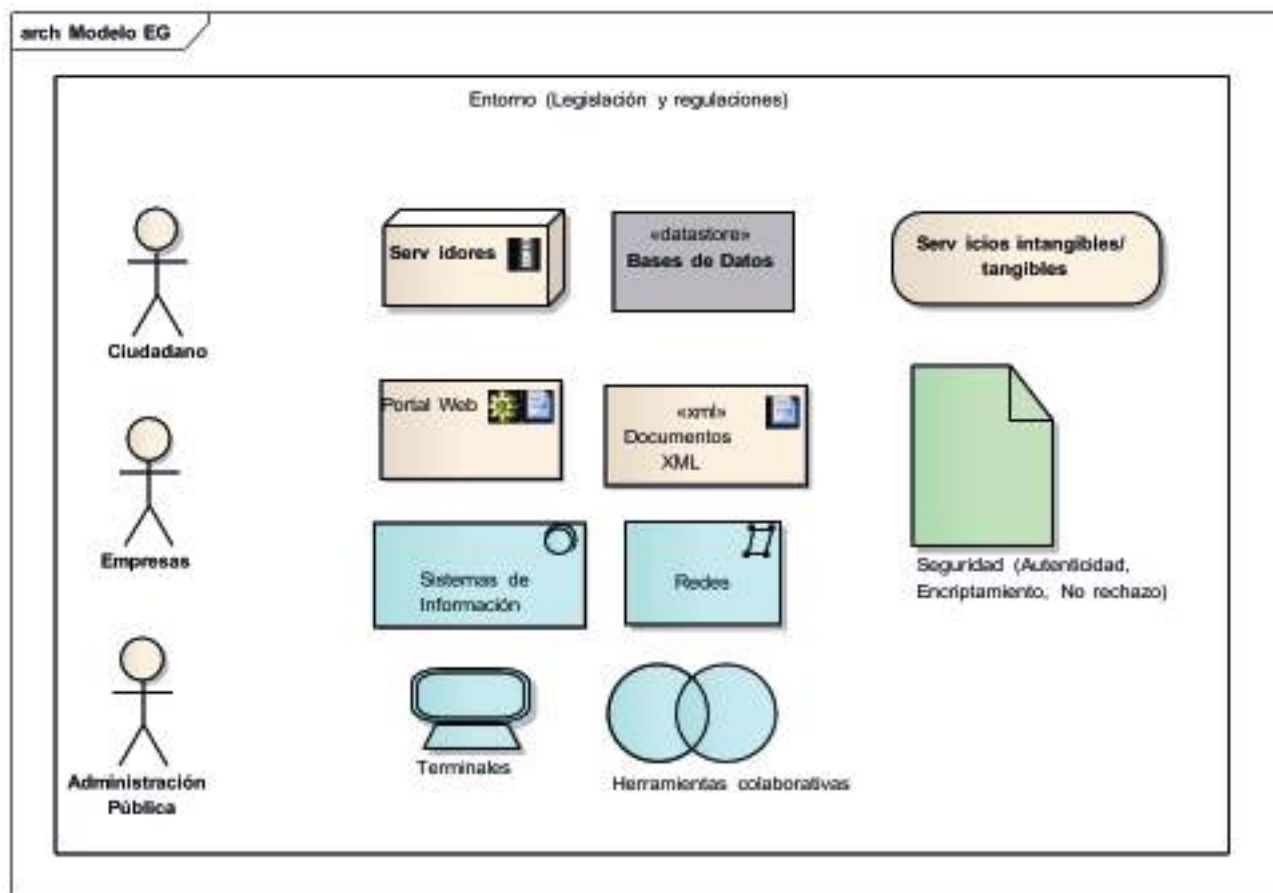 arch Modelo EG
Entorno (Legislación y regulaciones)
Serv idores
«datastore»
Bases de Datos
Serv icios intangibles/
tangibles
Ciudadano
Portal Web
«xml»
Documentos
XML
Empresas
Sistemas de
Información
Redes
Seguridad (Autenticidad,
Encriptamiento, No rechazo)
Administración
Pública
Terminales
Herramientas colaborativas